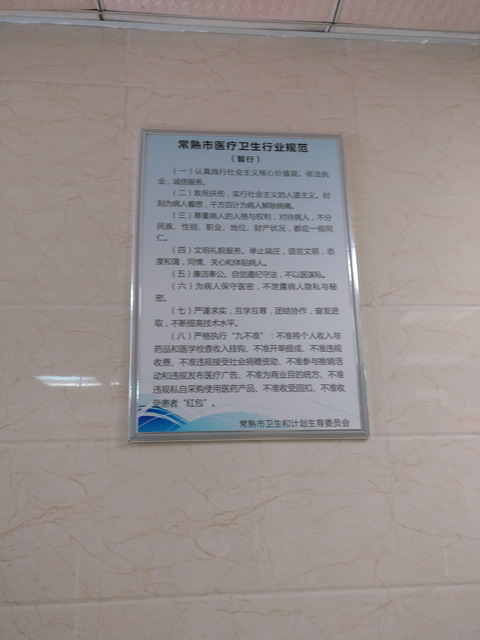 常熟市医疗卫生行业规范
（暂行）
（一）认真践行社会主义核心价值观。依法执
业，诚信服务。
（二）救死扶伤，实行社会主义的人道主义。时
刻为病人着想，千方百计为病人解除病痛。
（三）尊重病人的人格与权利，对待病人，不分
民族、性别、职业、地位、财产状况，都应一视同
仁。
（四）文明礼貌服务。举止端庄，语言文明，态
度和蔼，同情、关心和体贴病人。
（五）廉洁奉公。自觉遵纪守法，不以医谋私。
（六）为病人保守医密，不泄露病人隐私与秘
密。
（七）严谨求实，互学互尊，团结协作，奋发进
取，不断提高技术水平。
（八）严格执行“九不准”：不准将个人收入与
药品和医学检查收入挂钩、不准开单提成、不准违规
收费、不准违规接受社会捐赠资助、不准参与推销活
动和违规发布医疗广告、不准为商业目的统方、不准
违规私自采购使用医药产品、不准收受回扣、不准收
受患者“红包”。
常熟市卫生和计划生育委员会